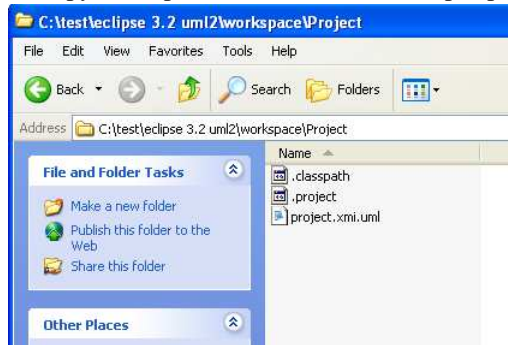 C:\test\eclipse 3.2 uml2\workspace\Project
File Edit View Favorites Tools Help
Back Search Folders
Address C:\test\eclipse 3.2 uml2\workspace\Project
Name
File and Folder Tasks
.classpath
.project
project.xmi.uml
Make a new folder
Publish this folder to the
Web
Share this folder
Other Places